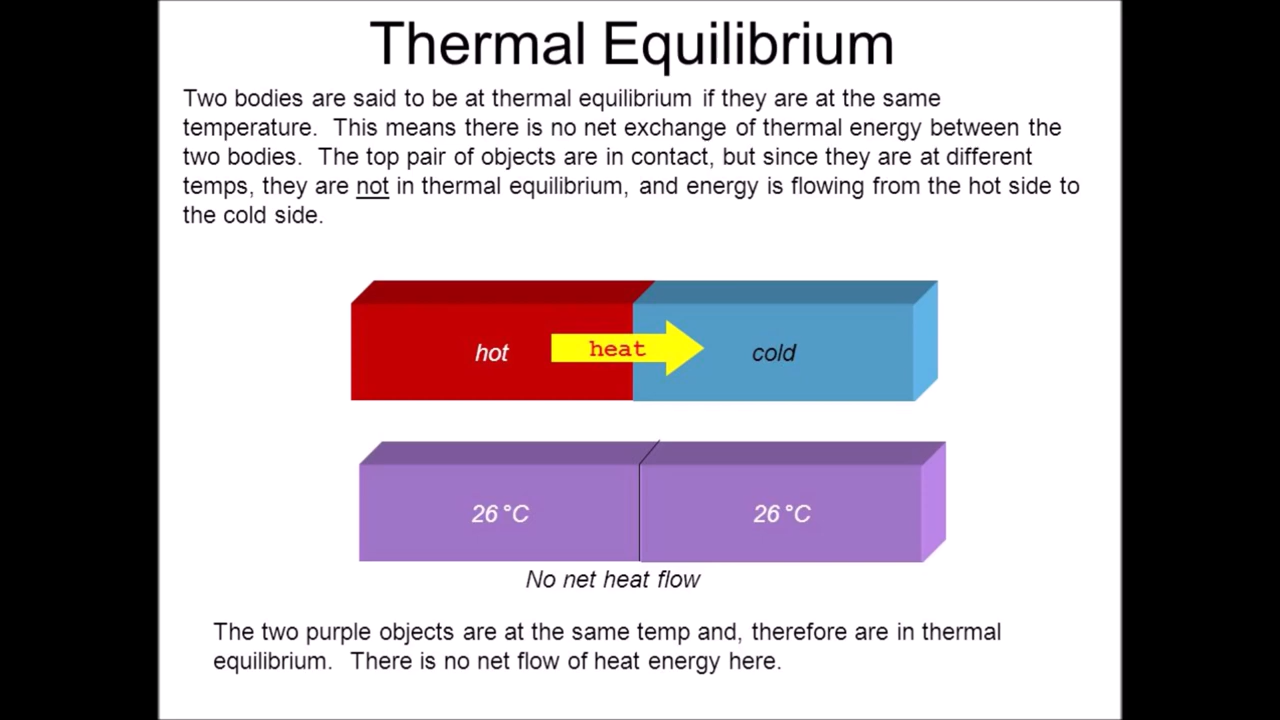 Thermal Equilibrium
Two bodies are said to be at thermal equilibrium if they are at the same
temperature.  This means there is no net exchange of thermal energy between the
two bodies.  The top pair of objects are in contact, but since they are at different
temps, they are not in thermal equilibrium, and energy is flowing from the hot side to
the cold side.
hot heat cold
26 °C 26 °C
No net heat flow
The two purple objects are at the same temp and, therefore are in thermal
equilibrium.  There is no net flow of heat energy here.